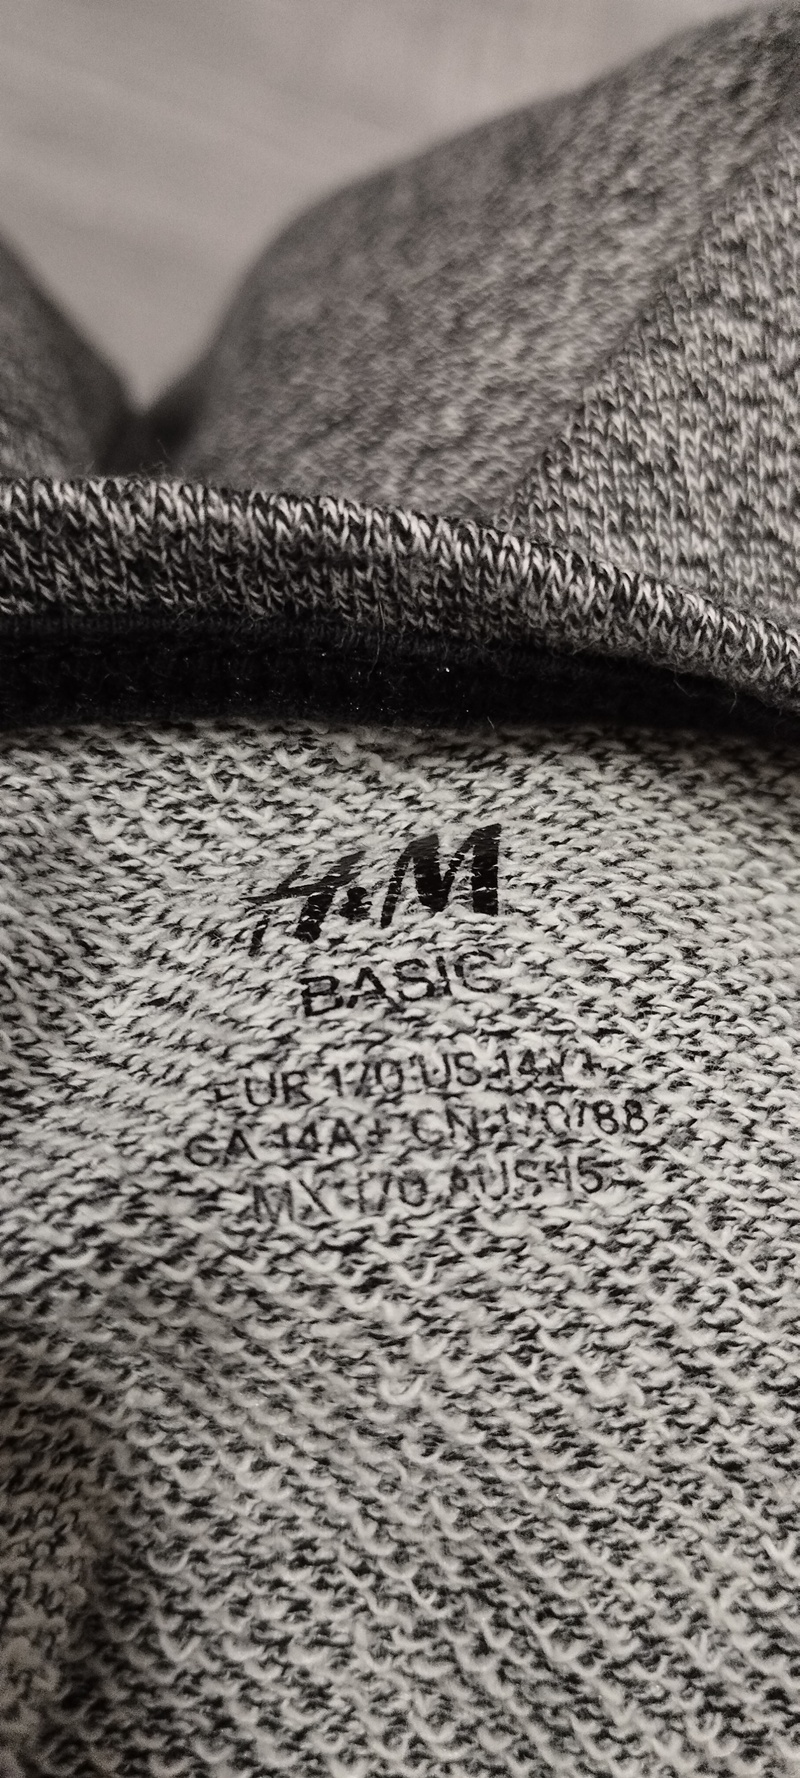 H&M
BASIC
EUR 170 US 14Y+
CA 14A+ CN 170/88
MX 170 AUS 15